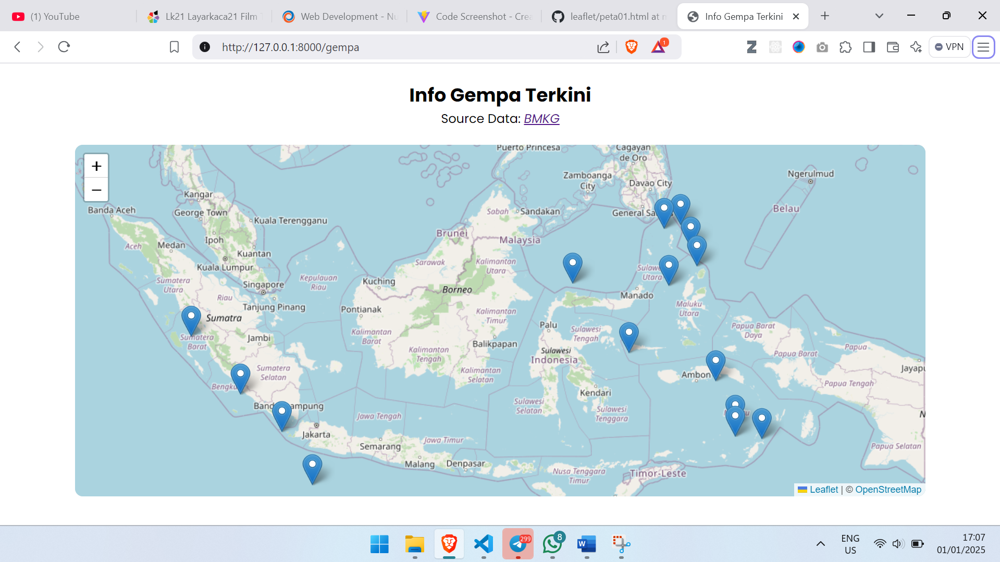 (1) YouTube
Lk21 Layarkaca21 Film
Web Development - Nu
Code Screenshot - Crea
leaflet/peta01.html at
Info Gempa Terkini
http://127.0.0.1:8000/gempa
1
VPN
Info Gempa Terkini
Source Data: BMKG
+
−
Puerto Princesa
Cagayan
de Oro
Zamboanga
City
Davao City
Ngerulmud
Kangar
Banda Aceh
George Town
Kuala Terengganu
Sabah
Sandakan
General Sa
Belau
Brunei
Malaysia
Ipoh
Aceh
Medan
Kuantan
Kuala Lumpur
Sarawak
Kalimantan
Utara
Sulawe
Utara
Sumatera
Utara
Kepulauan
Riau
Singapore
Kuching
Borneo
Riau
Manado
Tanjung Pinang
Pontianak
Maluku
Utara
Kalimantan
Timur
Sumatra
Palu
Sulawesi
Tengah
Papua Barat
Daya
Kalimantan
Barat
Sumatera
Barat
Jambi
Balikpapan
Sulawesi
Indonesia
Kalimantan
Tengah
Papua
Papua Barat
Sumatera
Selatan
Kalimantan
Selatan
Ambon
Jayapu
Bengku
Papua Tengah
Kendari
Band
ampung
Sulawesi
Selatan
Sulawesi
Tenggara
Jawa Tengah
Jakarta
Jawa Timur
Semarang
Malang
Denpasar
Papua Selatan
Nusa Tenggara
Timur
Timor-Leste
Leaflet | © OpenStreetMap
299
8
W
ENG
US
17:07
01/01/2025